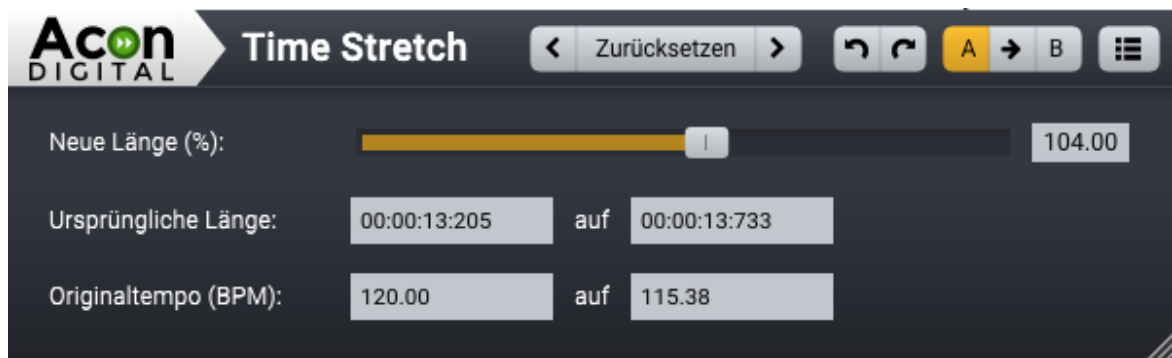 Acon DIGITAL Time Stretch Zurücksetzen A B
Neue Länge (%): 104.00
Ursprüngliche Länge: 00:00:13:205 auf 00:00:13:733
Originaltempo (BPM): 120.00 auf 115.38